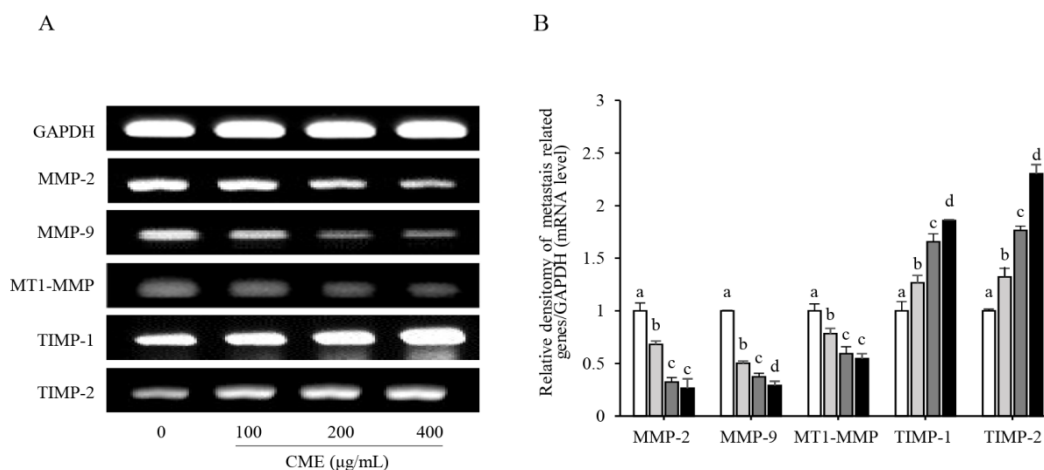 A
GAPDH
MMP-2
MMP-9
MT1-MMP
TIMP-1
TIMP-2
0 100 200 400
CME (μg/mL)
B
Relative densitomy of metastais related
genes/GAPDH (mRNA level)
3
2.5
2
1.5
1
0.5
0
a b c c
a b c d
a b c c
a b c d
a b c d
MMP-2 MMP-9 MT1-MMP TIMP-1 TIMP-2